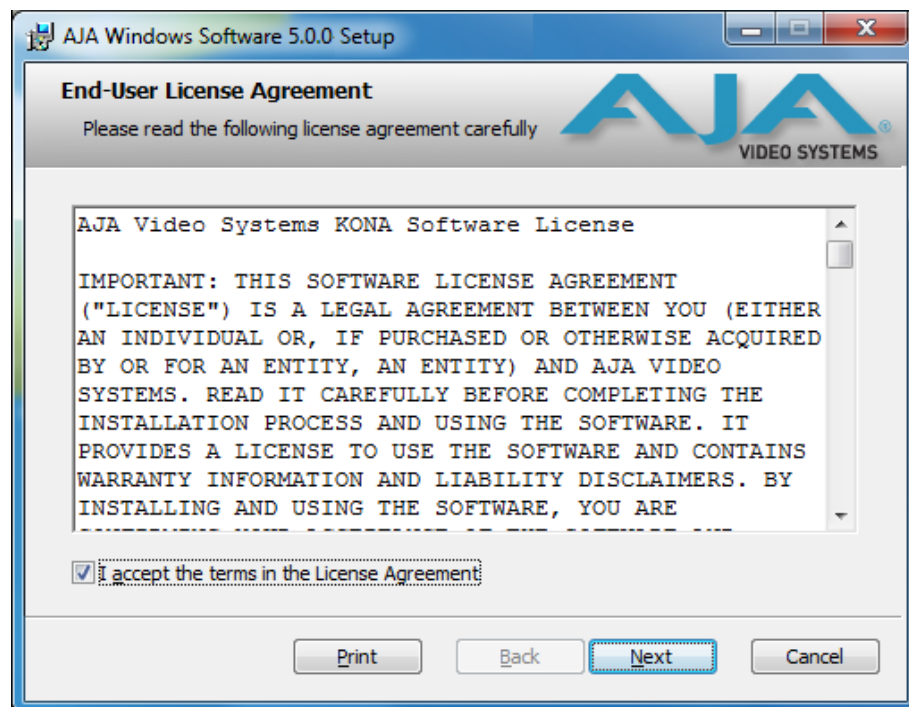 AJA Windows Software 5.0.0 Setup
End-User License Agreement
Please read the following license agreement carefully
AJA
®
VIDEO SYSTEMS
AJA Video Systems KONA Software License
IMPORTANT: THIS SOFTWARE LICENSE AGREEMENT
("LICENSE") IS A LEGAL AGREEMENT BETWEEN YOU (EITHER
AN INDIVIDUAL OR, IF PURCHASED OR OTHERWISE ACQUIRED
BY OR FOR AN ENTITY, AN ENTITY) AND AJA VIDEO
SYSTEMS. READ IT CAREFULLY BEFORE COMPLETING THE
INSTALLATION PROCESS AND USING THE SOFTWARE. IT
PROVIDES A LICENSE TO USE THE SOFTWARE AND CONTAINS
WARRANTY INFORMATION AND LIABILITY DISCLAIMERS. BY
INSTALLING AND USING THE SOFTWARE, YOU ARE
I accept the terms in the License Agreement
Print
Back
Next
Cancel